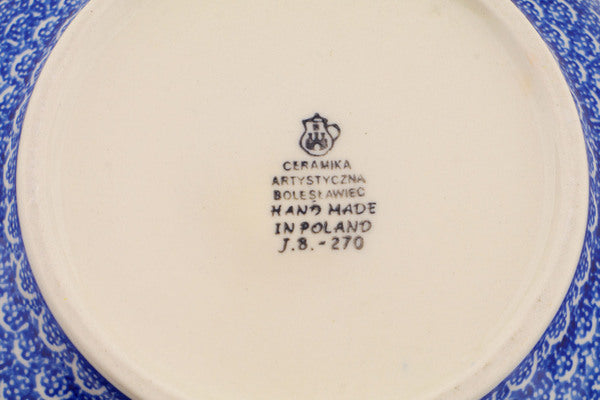 CERAMIKA
ARTYSTYCZNA
BOLESŁAWIEC
HAND MADE
IN POLAND
J.B.-270